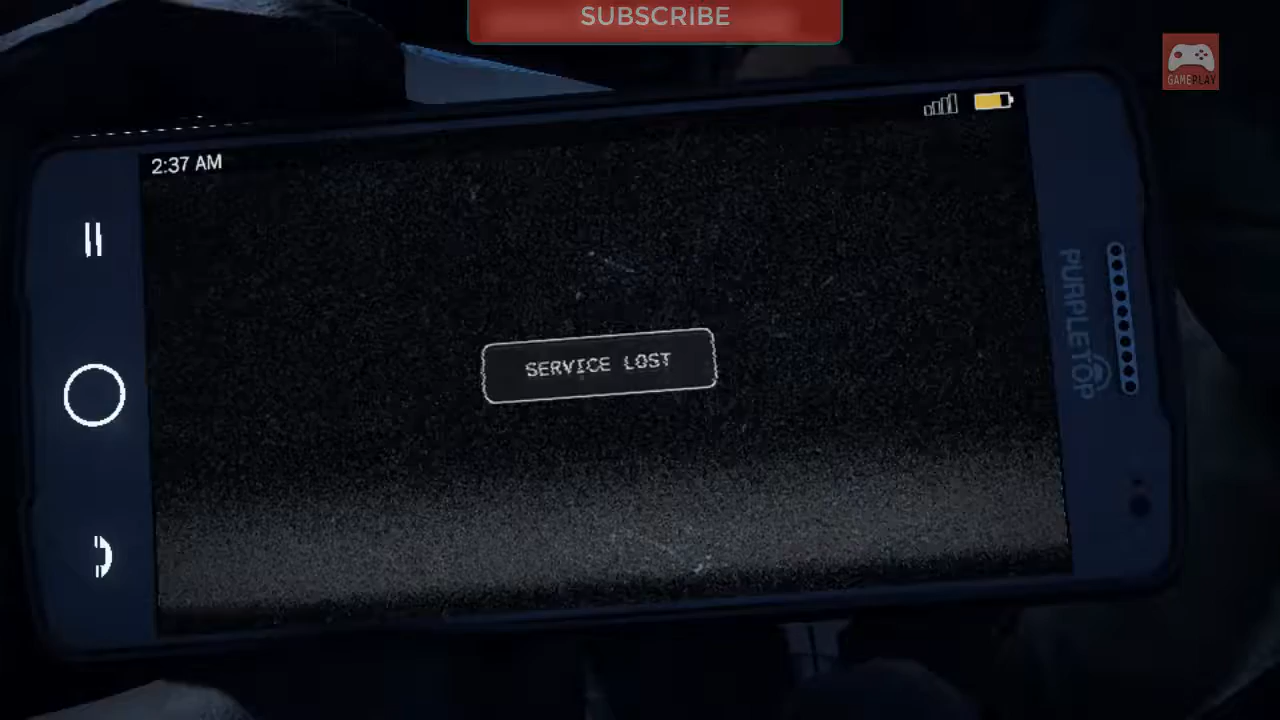 SUBSCRIBE
GAMEPLAY
2:37 AM
SERVICE LOST
PURPLETOP